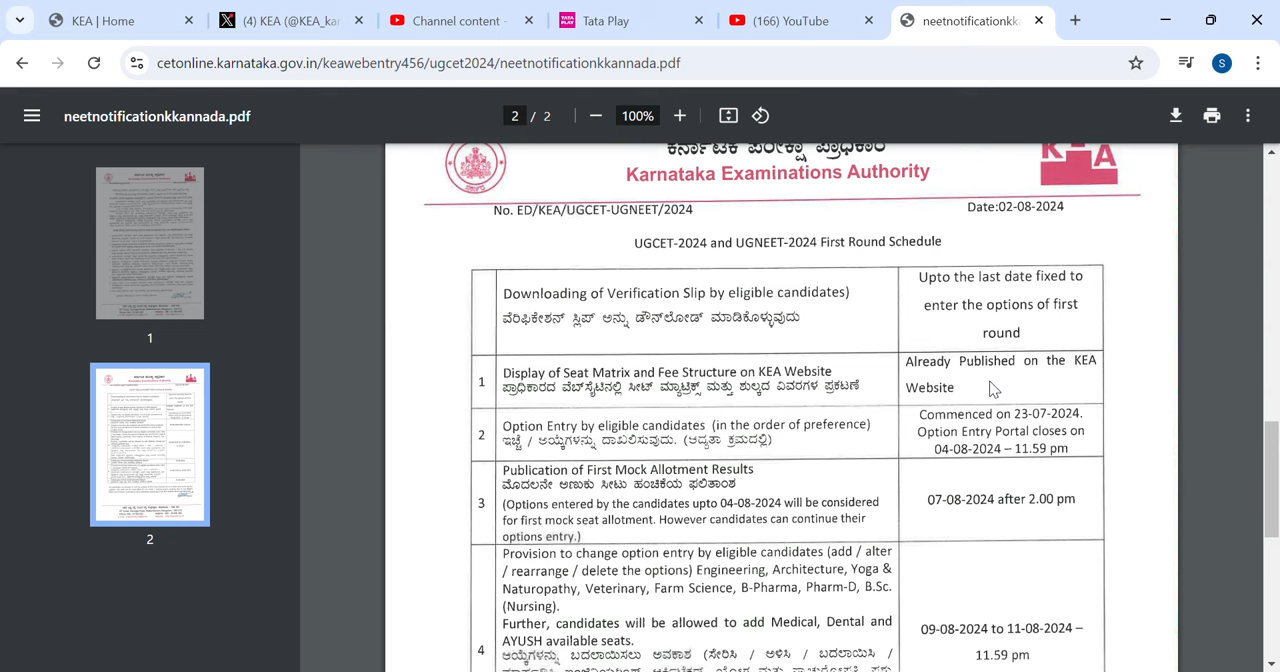 KEA | Home
(4) KEA (@KEA_kar
Channel content -
Tata Play
(166) YouTube
neetnotificationkk
cetonline.karnataka.gov.in/keawebentry456/ugcet2024/neetnotificationkkannada.pdf
S
neetnotificationkkannada.pdf
2 / 2
100%
1
2
ಕರ್ನಾಟಕ ಪರೀಕ್ಷಾ ಪ್ರಾಧಿಕಾರ
KEA
Karnataka Examinations Authority
No. ED/KEA/UGCET-UGNEET/2024
Date:02-08-2024
UGCET-2024 and UGNEET-2024 First Round Schedule
Downloading of Verification Slip by eligible candidates)
ವೆರಿಫಿಕೇಶನ್ ಸ್ಲಿಪ್ ಅನ್ನು ಡೌನ್‌ಲೋಡ್ ಮಾಡಿಕೊಳ್ಳುವುದು
Upto the last date fixed to
enter the options of first
round
1
Display of Seat Matrix and Fee Structure on KEA Website
ಪ್ರಾಧಿಕಾರದ ವೆಬ್‌ಸೈಟ್‌ನಲ್ಲಿ ಸೀಟ್ ಮ್ಯಾಟ್ರಿಕ್ಸ್ ಮತ್ತು ಶುಲ್ಕದ ವಿವರಗಳ ಪ್ರಕಟಣೆ
Already Published on the KEA
Website
2
Option Entry by eligible candidates (in the order of preference)
ಇಚ್ಛೆ / ಆಯ್ಕೆಗಳನ್ನು ದಾಖಲಿಸುವುದು. (ಆದ್ಯತಾ ಕ್ರಮದಲ್ಲಿ)
Commenced on 23-07-2024.
Option Entry Portal closes on
04-08-2024 – 11.59 pm
3
Publication of First Mock Allotment Results
ಮೊದಲನೇ ಅಣುಕು ಸೀಟು ಹಂಚಿಕೆಯ ಫಲಿತಾಂಶ
(Options entered by the candidates upto 04-08-2024 will be considered
for first mock seat allotment. However candidates can continue their
options entry.)
07-08-2024 after 2.00 pm
4
Provision to change option entry by eligible candidates (add / alter
/ rearrange / delete the options) Engineering, Architecture, Yoga &
Naturopathy, Veterinary, Farm Science, B-Pharma, Pharm-D, B.Sc.
(Nursing).
Further, candidates will be allowed to add Medical, Dental and
AYUSH available seats.
ಆಯ್ಕೆಗಳನ್ನು ಬದಲಾಯಿಸಲು ಅವಕಾಶ (ಸೇರಿಸಿ / ಅಳಿಸಿ / ಬದಲಾಯಿಸಿ /
09-08-2024 to 11-08-2024 –
11.59 pm